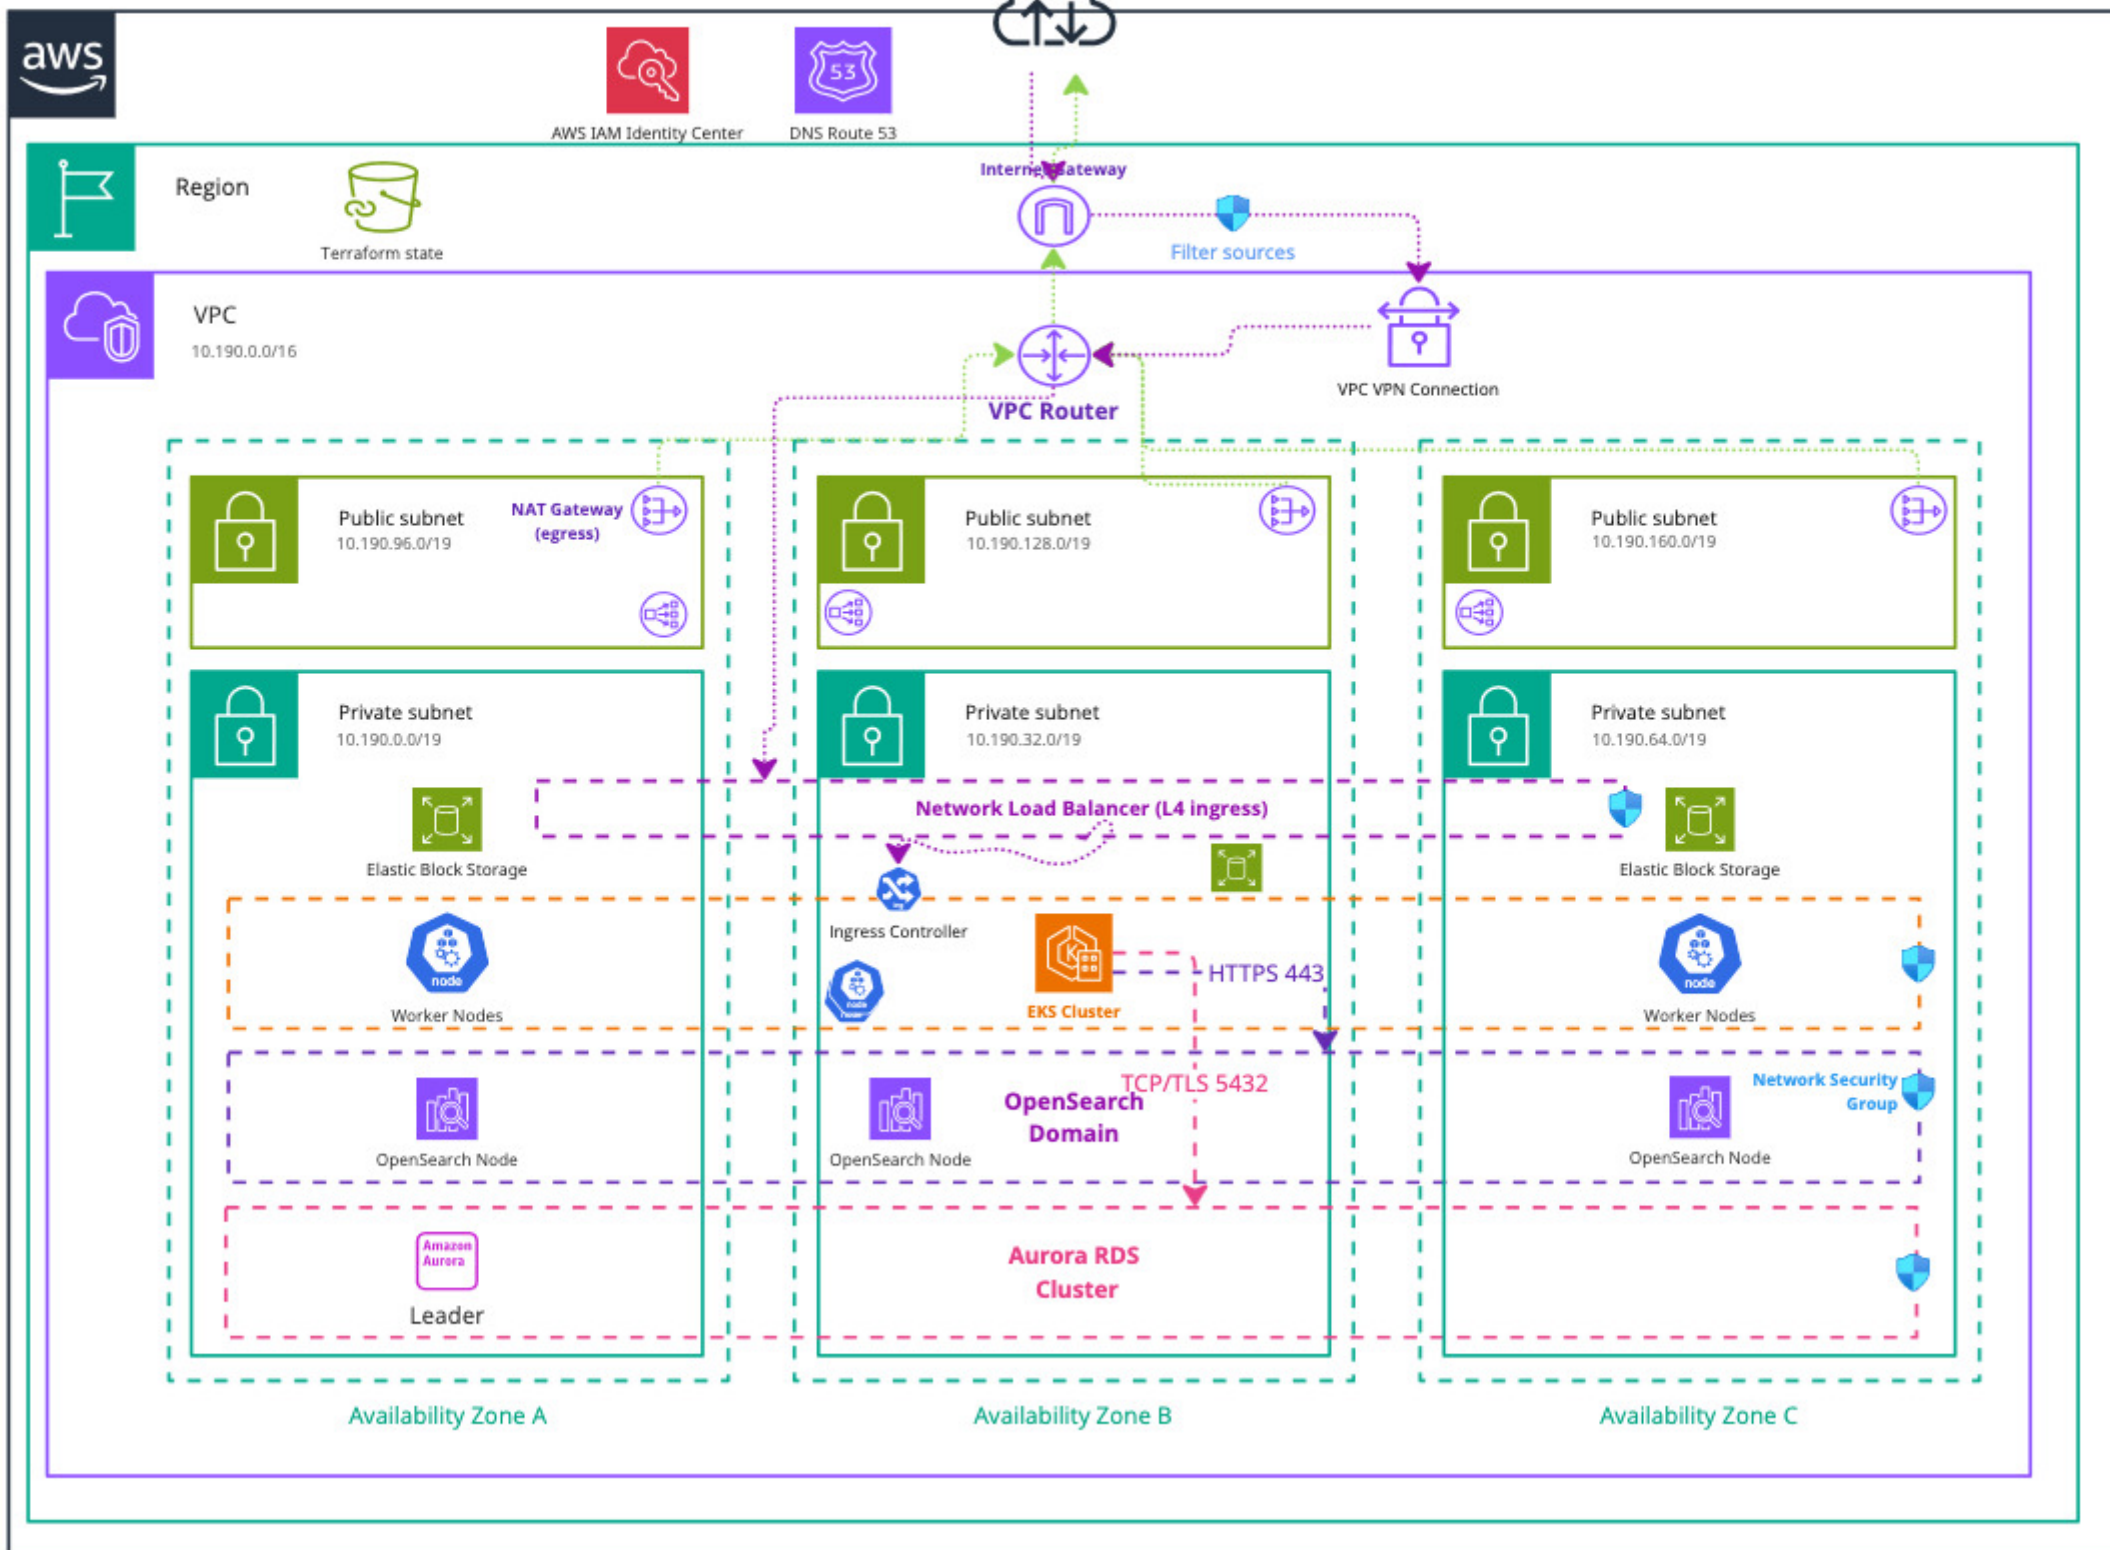 aws
53
AWS IAM Identity Center
DNS Route 53
Region
Terraform state
Internet Gateway
Filter sources
VPC
10.190.0.0/16
VPC Router
VPC VPN Connection
Public subnet
10.190.96.0/19
NAT Gateway
(egress)
Public subnet
10.190.128.0/19
Public subnet
10.190.160.0/19
Private subnet
10.190.0.0/19
Private subnet
10.190.32.0/19
Private subnet
10.190.64.0/19
Network Load Balancer (L4 ingress)
Elastic Block Storage
Elastic Block Storage
ing
Ingress Controller
node
Worker Nodes
node
node
K
EKS Cluster
HTTPS 443
node
Worker Nodes
TCP/TLS 5432
OpenSearch
Domain
OpenSearch Node
OpenSearch Node
OpenSearch Node
Network Security
Group
Amazon
Aurora
Leader
Aurora RDS
Cluster
Availability Zone A
Availability Zone B
Availability Zone C